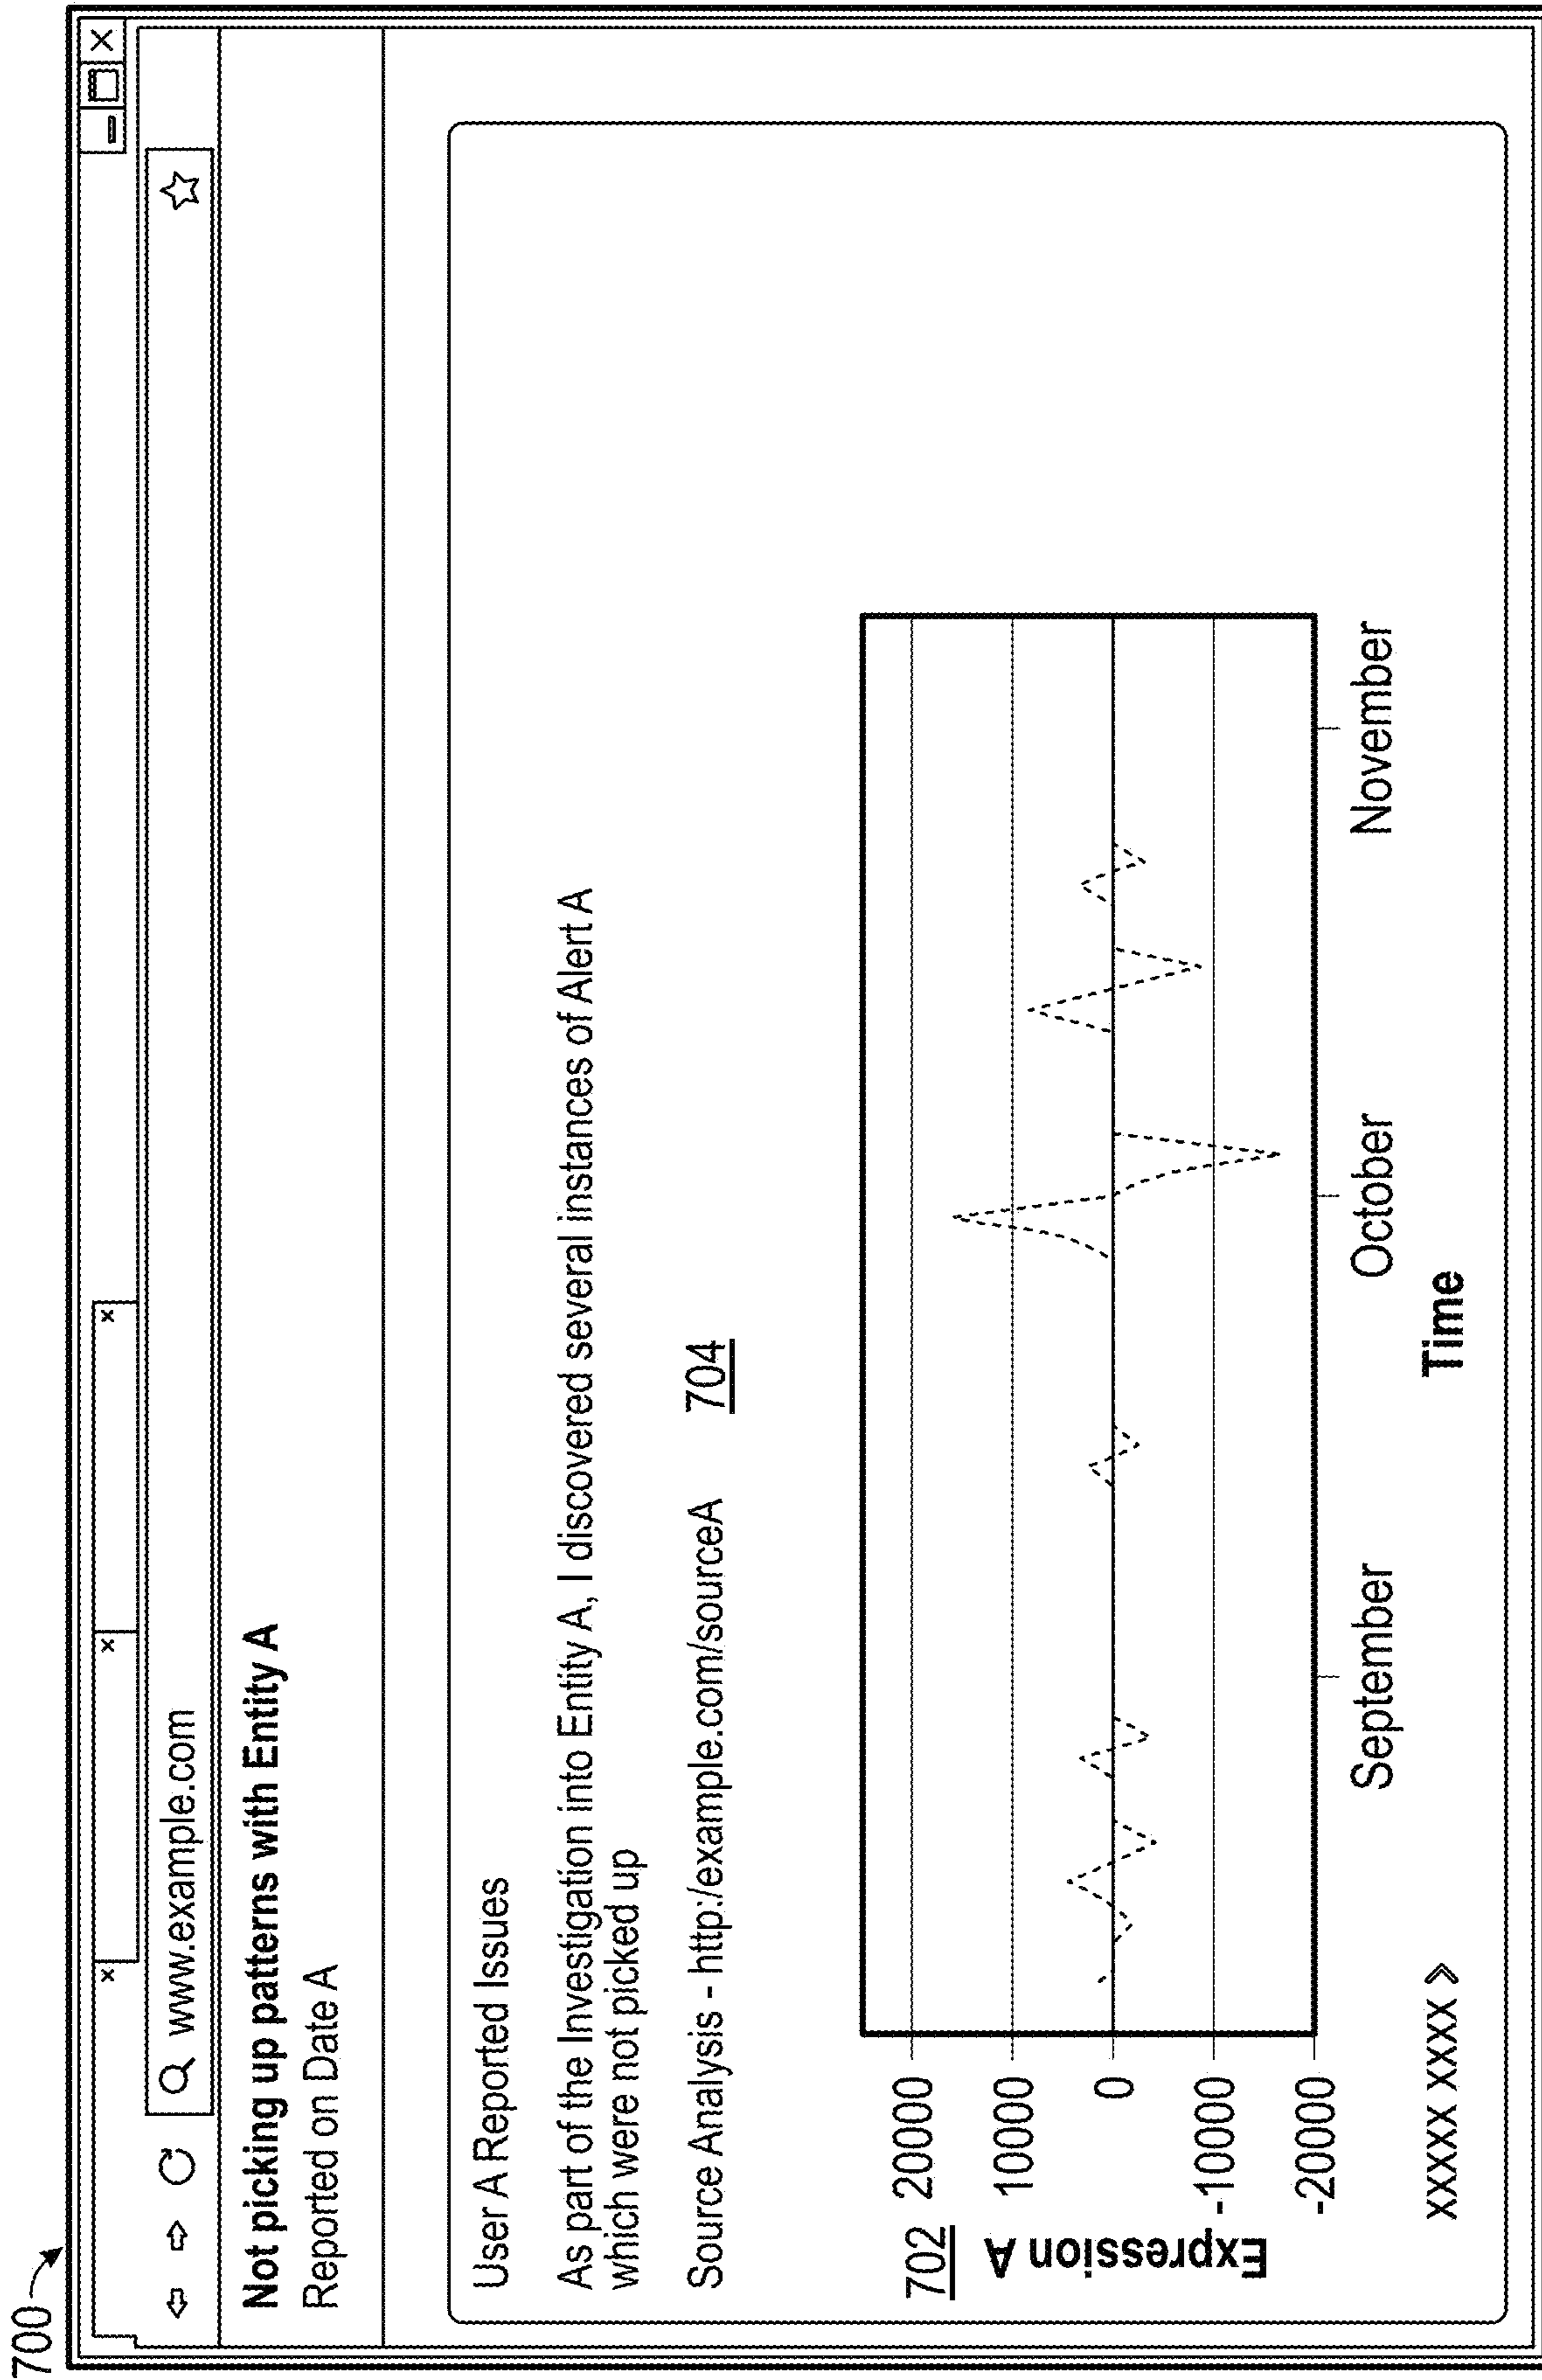 700
www.example.com
Not picking up patterns with Entity A
Reported on Date A
User A Reported Issues
As part of the Investigation into Entity A, I discovered several instances of Alert A
which were not picked up
Source Analysis - http:/example.com/sourceA
704
702
Expression A
20000
10000
0
-10000
-20000
September
October
November
Time
XXXXX XXXX >